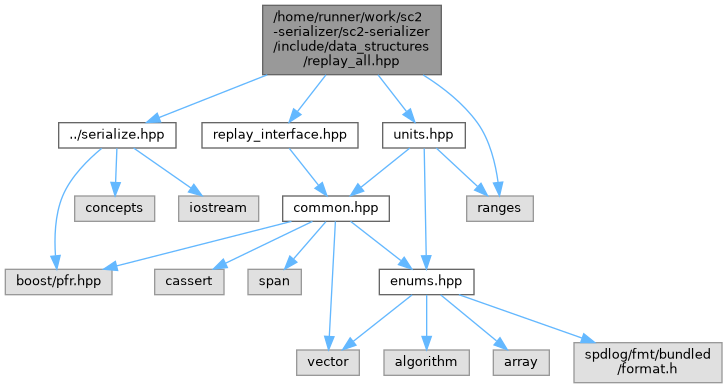 /home/runner/work/sc2
-serializer/sc2-serializer
/include/data_structures
/replay_all.hpp
../serialize.hpp
replay_interface.hpp
units.hpp
concepts
iostream
common.hpp
ranges
boost/pfr.hpp
cassert
span
enums.hpp
vector
algorithm
array
spdlog/fmt/bundled
/format.h